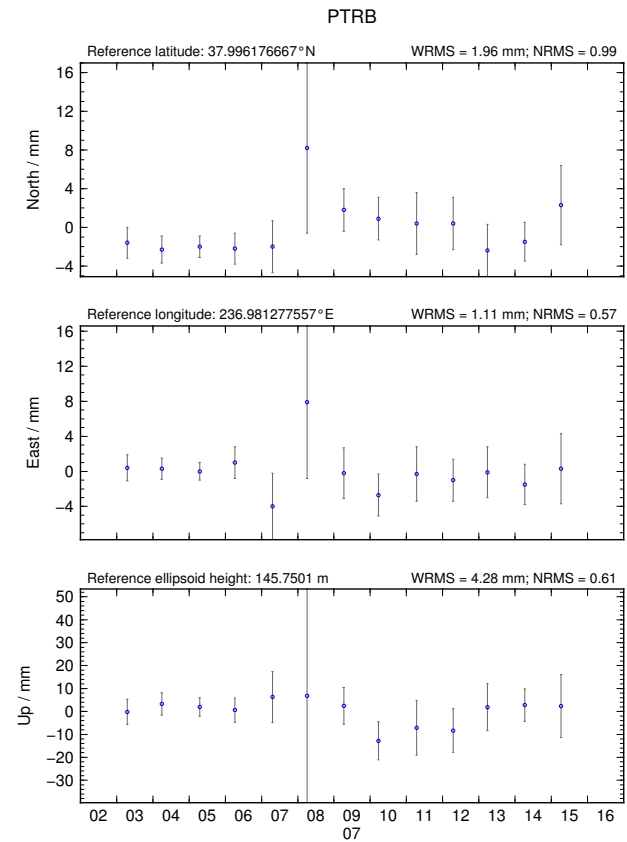 PTRB
Reference latitude: 37.996176667°N WRMS = 1.96 mm; NRMS = 0.99
16
12
8
4
0
−4
North / mm
Reference longitude: 236.981277557°E WRMS = 1.11 mm; NRMS = 0.57
16
12
8
4
0
−4
East / mm
Reference ellipsoid height: 145.7501 m WRMS = 4.28 mm; NRMS = 0.61
50
40
30
20
10
0
−10
−20
−30
Up / mm
02 03 04 05 06 07 08 09 10 11 12 13 14 15 16
07